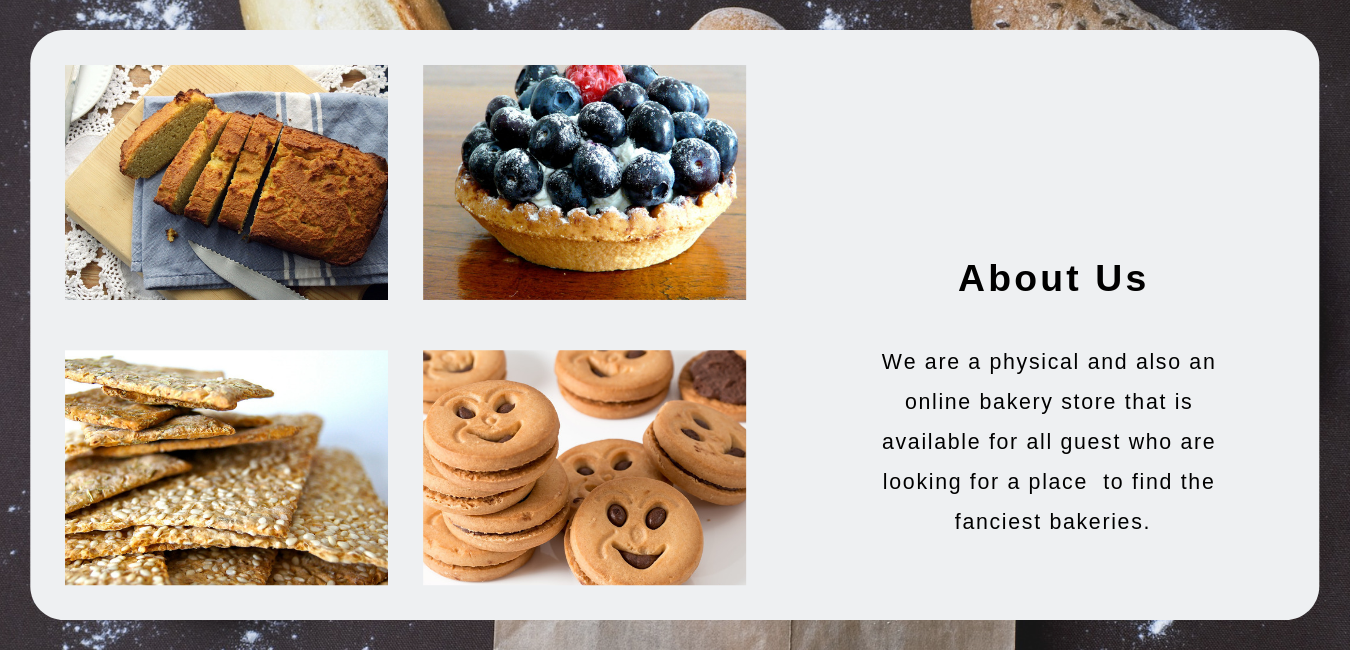 About Us
We are a physical and also an
online bakery store that is
available for all guest who are
looking for a place  to find the
fanciest bakeries.